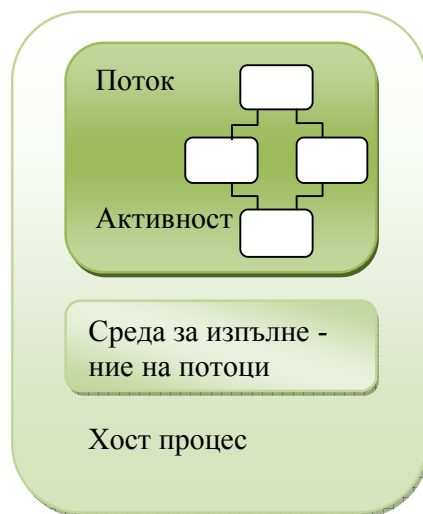 Поток
Активност
Среда за изпълне -
ние на потоци
Хост процес